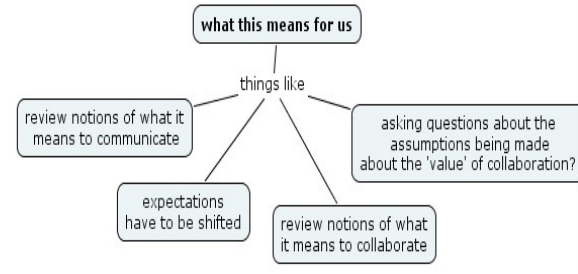 what this means for us
things like
review notions of what it
means to communicate
asking questions about the
assumptions being made
about the 'value' of collaboration?
expectations
have to be shifted
review notions of what
it means to collaborate